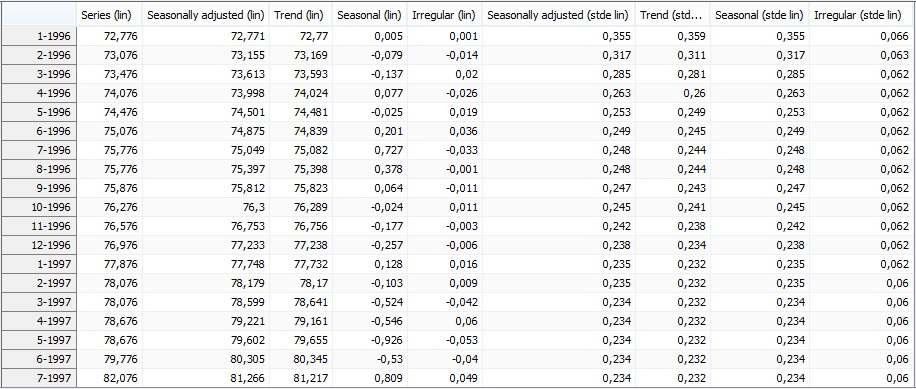 Series (lin) Seasonally adjusted (lin) Trend (lin) Seasonal (lin) Irregular (lin) Seasonally adjusted (stde lin) Trend (std... Seasonal (stde lin) Irregular (stde lin)
1-1996 72,776 72,771 72,77 0,005 0,001 0,355 0,359 0,355 0,066
2-1996 73,076 73,155 73,169 -0,079 -0,014 0,317 0,311 0,317 0,063
3-1996 73,476 73,613 73,593 -0,137 0,02 0,285 0,281 0,285 0,062
4-1996 74,076 73,998 74,024 0,077 -0,026 0,263 0,26 0,263 0,062
5-1996 74,476 74,501 74,481 -0,025 0,019 0,253 0,249 0,253 0,062
6-1996 75,076 74,875 74,839 0,201 0,036 0,249 0,245 0,249 0,062
7-1996 75,776 75,049 75,082 0,727 -0,033 0,248 0,244 0,248 0,062
8-1996 75,776 75,397 75,398 0,378 -0,001 0,248 0,244 0,248 0,062
9-1996 75,876 75,812 75,823 0,064 -0,011 0,247 0,243 0,247 0,062
10-1996 76,276 76,3 76,289 -0,024 0,011 0,245 0,241 0,245 0,062
11-1996 76,576 76,753 76,756 -0,177 -0,003 0,242 0,238 0,242 0,062
12-1996 76,976 77,233 77,238 -0,257 -0,006 0,238 0,234 0,238 0,062
1-1997 77,876 77,748 77,732 0,128 0,016 0,235 0,232 0,235 0,062
2-1997 78,076 78,179 78,17 -0,103 0,009 0,235 0,232 0,235 0,06
3-1997 78,076 78,599 78,641 -0,524 -0,042 0,234 0,232 0,234 0,06
4-1997 78,676 79,221 79,161 -0,546 0,06 0,234 0,232 0,234 0,06
5-1997 78,676 79,602 79,655 -0,926 -0,053 0,234 0,232 0,234 0,06
6-1997 79,776 80,305 80,345 -0,53 -0,04 0,234 0,232 0,234 0,06
7-1997 82,076 81,266 81,217 0,809 0,049 0,234 0,232 0,234 0,06